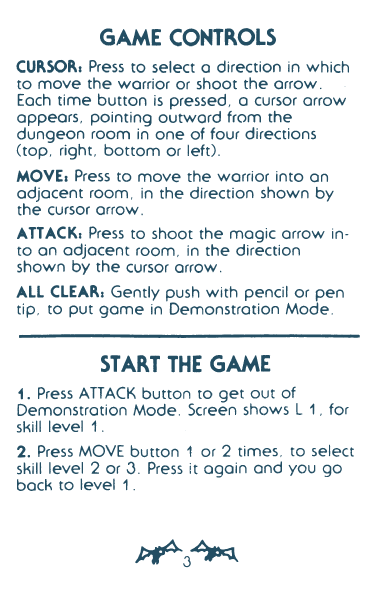 GAME CONTROLS
CURSOR: Press to select a direction in which
to move the warrior or shoot the arrow.
Each time button is pressed, a cursor arrow
appears, pointing outward from the
dungeon room in one of four directions
(top, right, bottom or left).
MOVE: Press to move the warrior into an
adjacent room, in the direction shown by
the cursor arrow.
ATTACK: Press to shoot the magic arrow in-
to an adjacent room, in the direction
shown by the cursor arrow.
ALL CLEAR: Gently push with pencil or pen
tip, to put game in Demonstration Mode.
START THE GAME
1. Press ATTACK button to get out of
Demonstration Mode. Screen shows L 1, for
skill level 1.
2. Press MOVE button 1 or 2 times, to select
skill level 2 or 3. Press it again and you go
back to level 1.
3